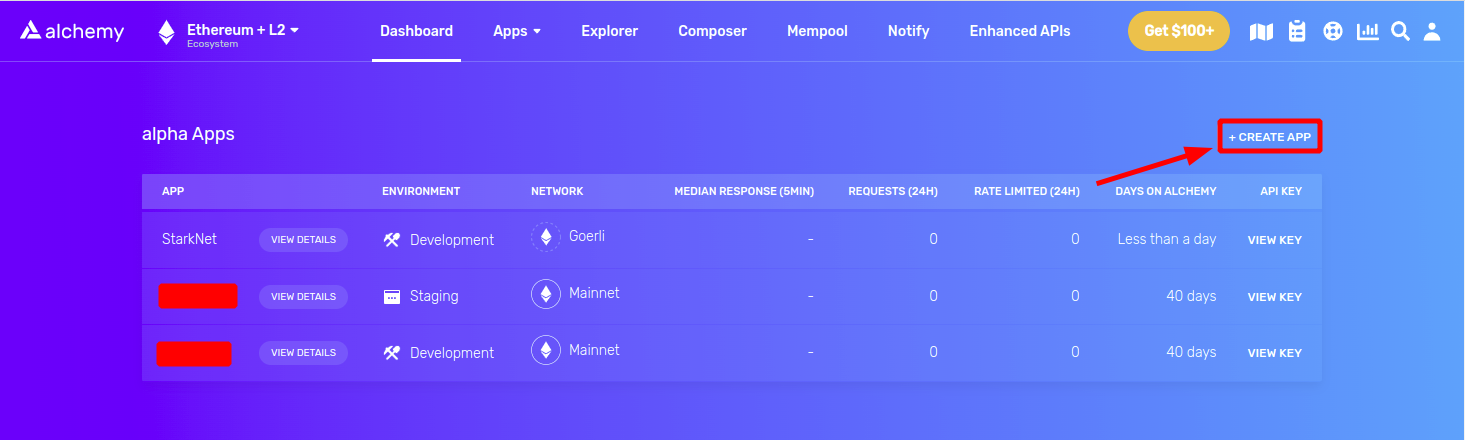 alchemy Ethereum + L2 Dashboard Apps Explorer Composer Mempool Notify Enhanced APIs Get $100+
Ecosystem
alpha Apps
+ CREATE APP
APP ENVIRONMENT NETWORK MEDIAN RESPONSE (5MIN) REQUESTS (24H) RATE LIMITED (24H) DAYS ON ALCHEMY API KEY
StarkNet VIEW DETAILS Development Goerli - 0 0 Less than a day VIEW KEY
VIEW DETAILS Staging Mainnet - 0 0 40 days VIEW KEY
VIEW DETAILS Development Mainnet - 0 0 40 days VIEW KEY